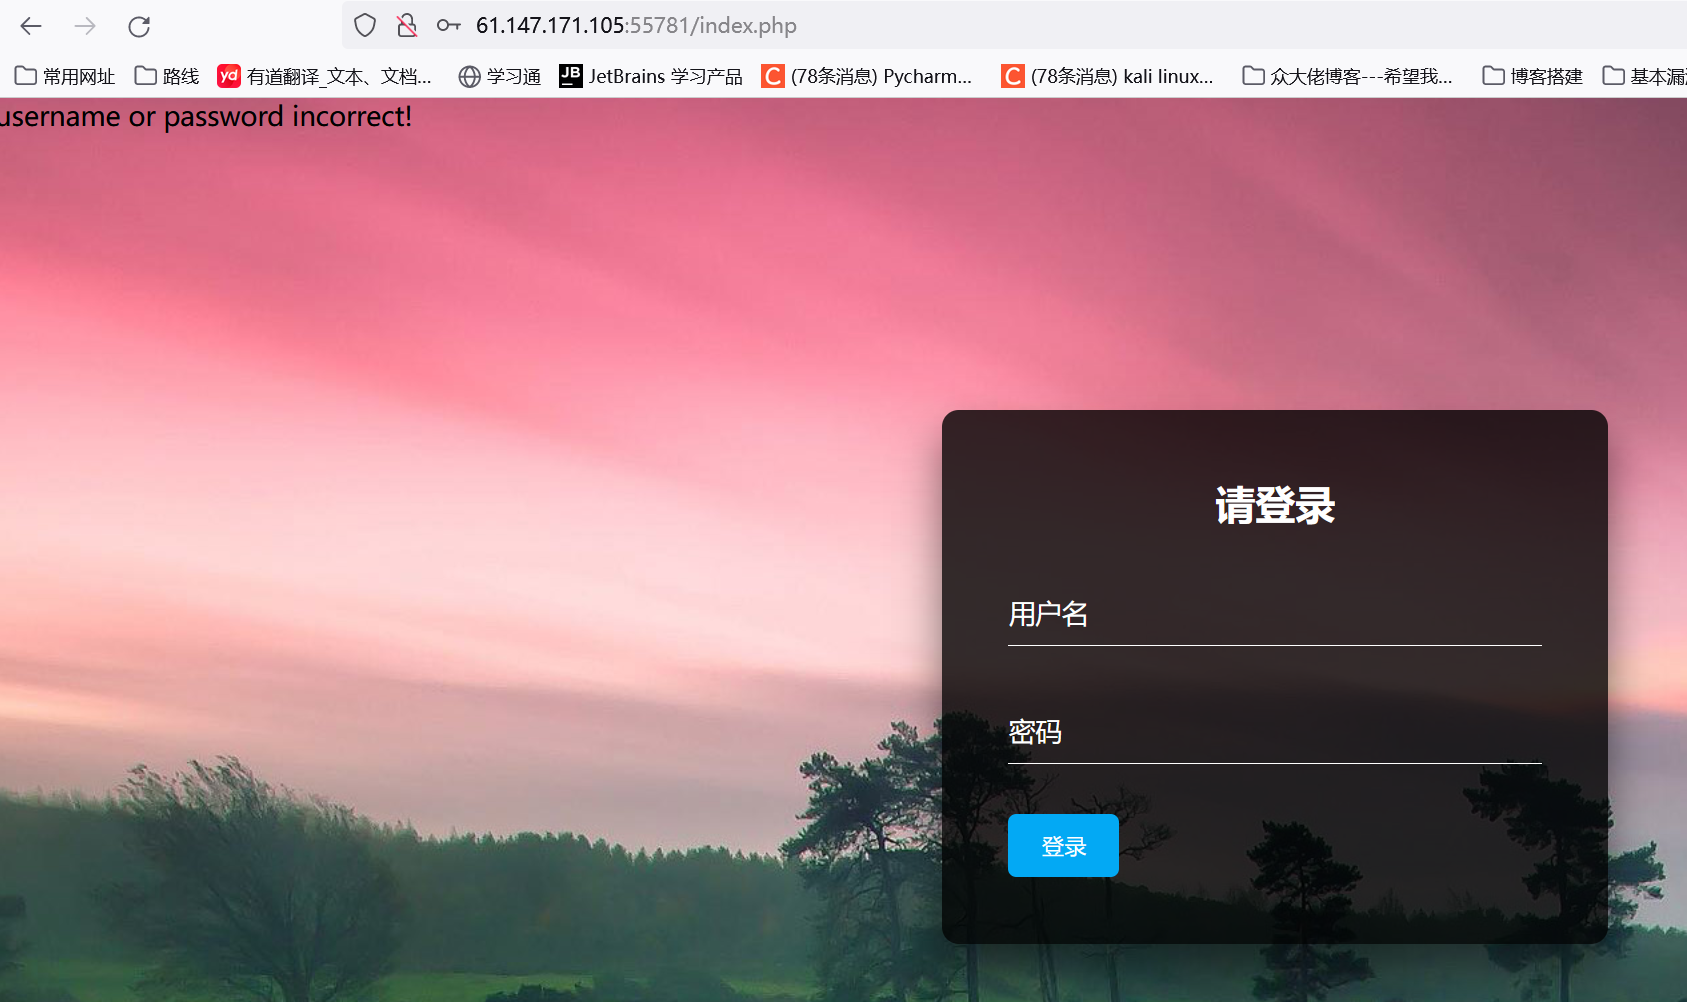 61.147.171.105:55781/index.php
常用网址 路线 yd 有道翻译_文本、文档... 学习通 JB JetBrains 学习产品 C (78条消息) Pycharm... C (78条消息) kali linux... 众大佬博客---希望我... 博客搭建 基本漏
username or password incorrect!
请登录
用户名
密码
登录